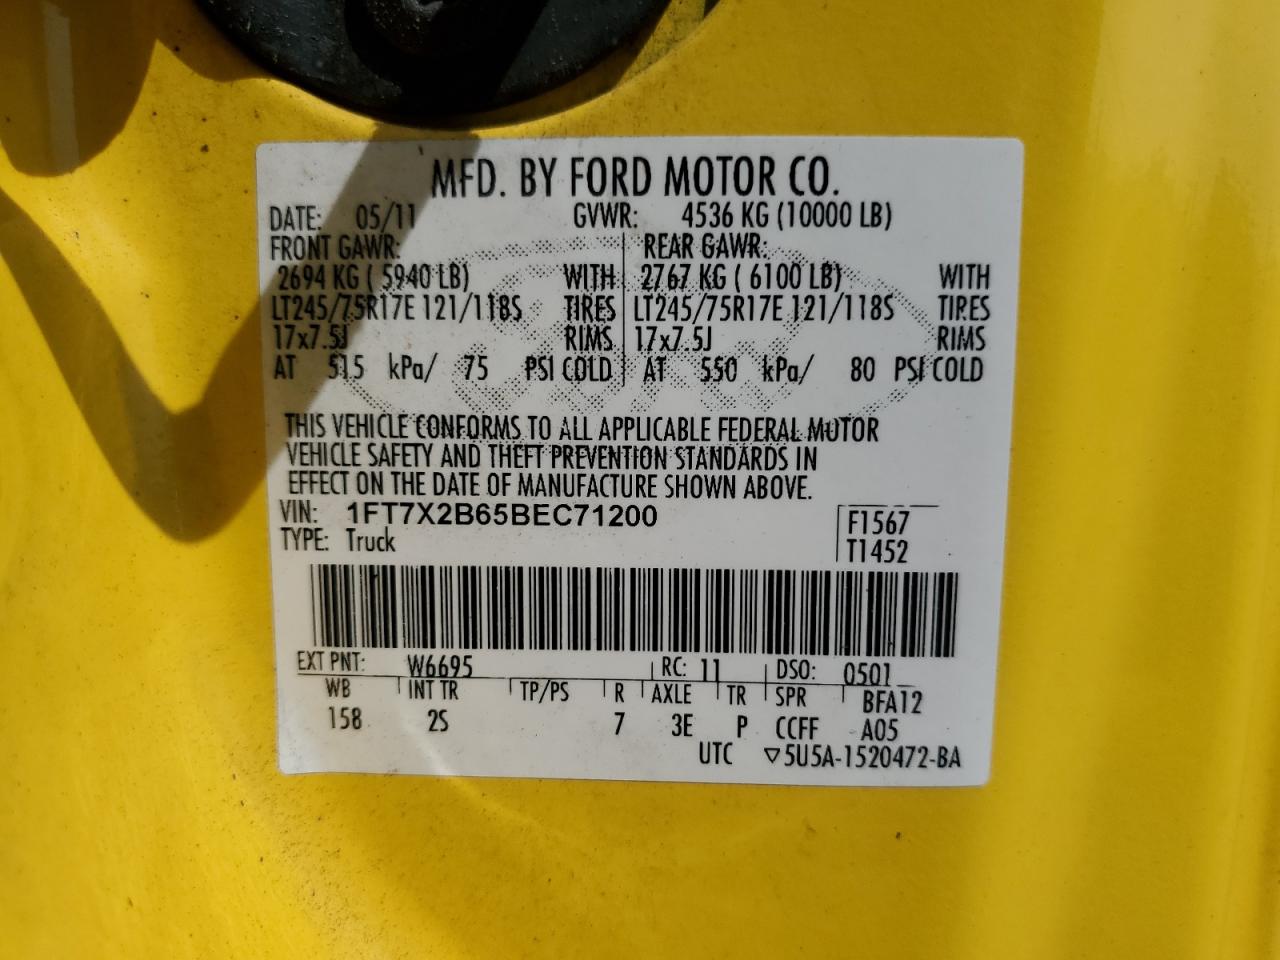 MFD. BY FORD MOTOR CO.
DATE: 05/11 GVWR: 4536 KG (10000 LB)
FRONT GAWR: REAR GAWR:
2694 KG ( 5940 LB) WITH 2767 KG ( 6100 LB) WITH
LT245/75R17E 121/118S TIRES LT245/75R17E 121/118S TIRES
17x7.5J RIMS 17x7.5J RIMS
AT 515 kPa/ 75 PSI COLD AT 550 kPa/ 80 PSI COLD
THIS VEHICLE CONFORMS TO ALL APPLICABLE FEDERAL MOTOR
VEHICLE SAFETY AND THEFT PREVENTION STANDARDS IN
EFFECT ON THE DATE OF MANUFACTURE SHOWN ABOVE.
VIN: 1FT7X2B65BEC71200 F1567
TYPE: Truck T1452
EXT PNT: W6695 RC: 11 DSO: 0501
WB INT TR TP/PS R AXLE TR SPR BFA12
158 2S 7 3E P CCFF A05
UTC ▽5U5A-1520472-BA